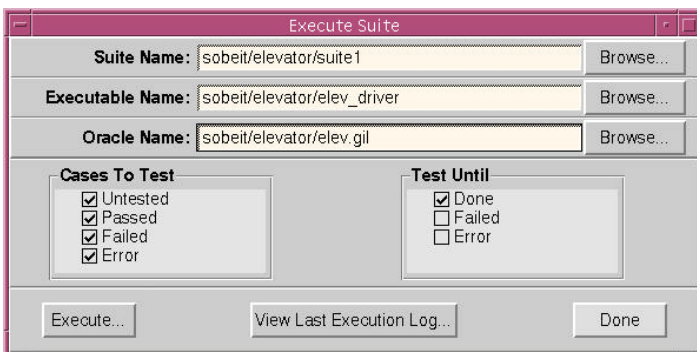 Execute Suite
Suite Name: sobeit/elevator/suite1 Browse...
Executable Name: sobeit/elevator/elev_driver Browse...
Oracle Name: sobeit/elevator/elev.gil Browse...
Cases To Test
Untested
Passed
Failed
Error
Test Until
Done
Failed
Error
Execute... View Last Execution Log... Done